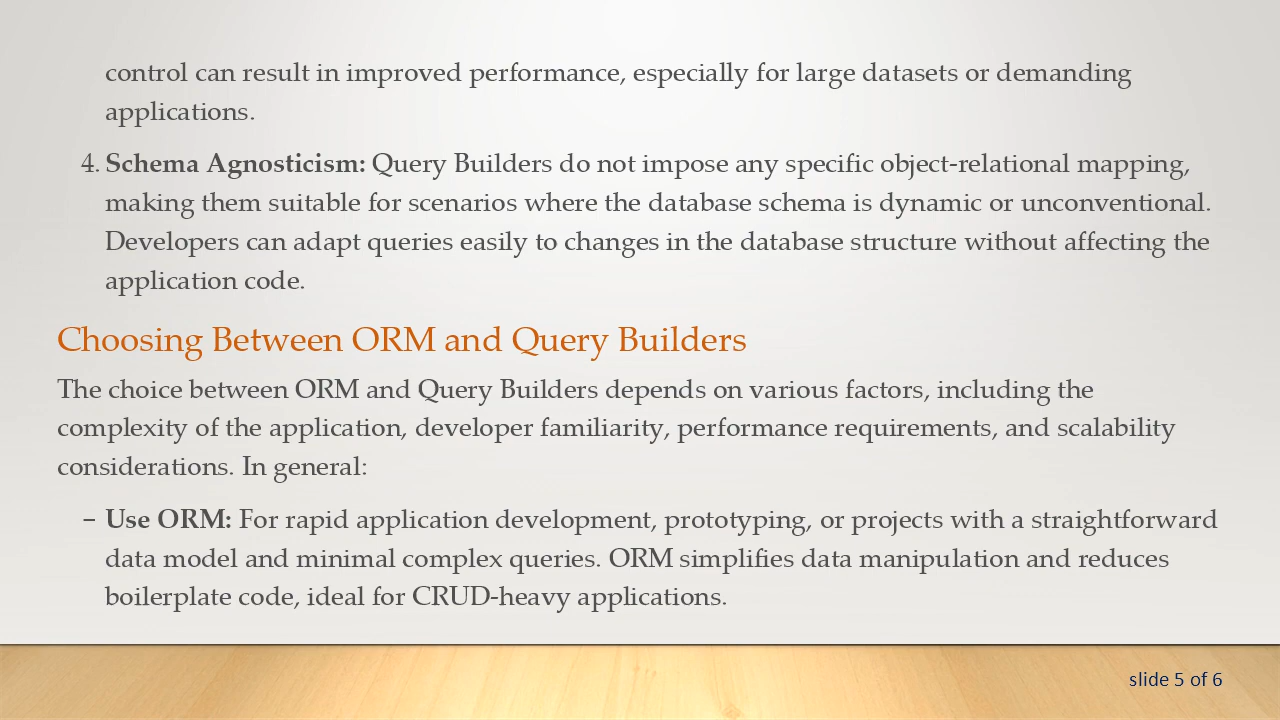 control can result in improved performance, especially for large datasets or demanding
applications.
4. Schema Agnosticism: Query Builders do not impose any specific object-relational mapping,
making them suitable for scenarios where the database schema is dynamic or unconventional.
Developers can adapt queries easily to changes in the database structure without affecting the
application code.
Choosing Between ORM and Query Builders
The choice between ORM and Query Builders depends on various factors, including the
complexity of the application, developer familiarity, performance requirements, and scalability
considerations. In general:
– Use ORM: For rapid application development, prototyping, or projects with a straightforward
data model and minimal complex queries. ORM simplifies data manipulation and reduces
boilerplate code, ideal for CRUD-heavy applications.
slide 5 of 6